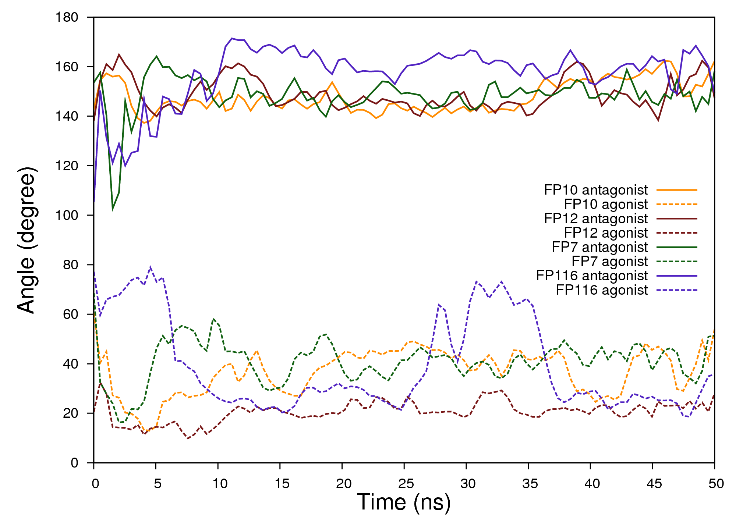 180
160
140
120
100
80
60
40
20
0
Angle (degree)
FP10 antagonist
FP10 agonist
FP12 antagonist
FP12 agonist
FP7 antagonist
FP7 agonist
FP116 antagonist
FP116 agonist
0 5 10 15 20 25 30 35 40 45 50
Time (ns)